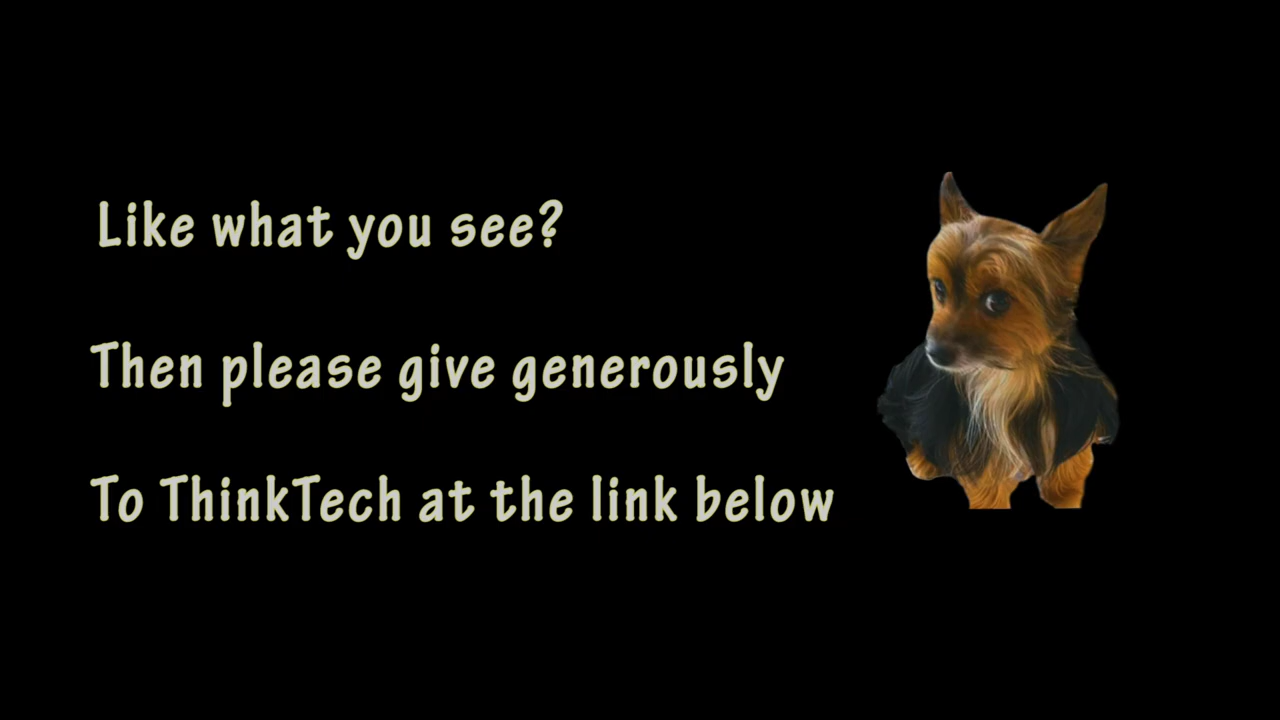 Like what you see?
Then please give generously
To ThinkTech at the link below